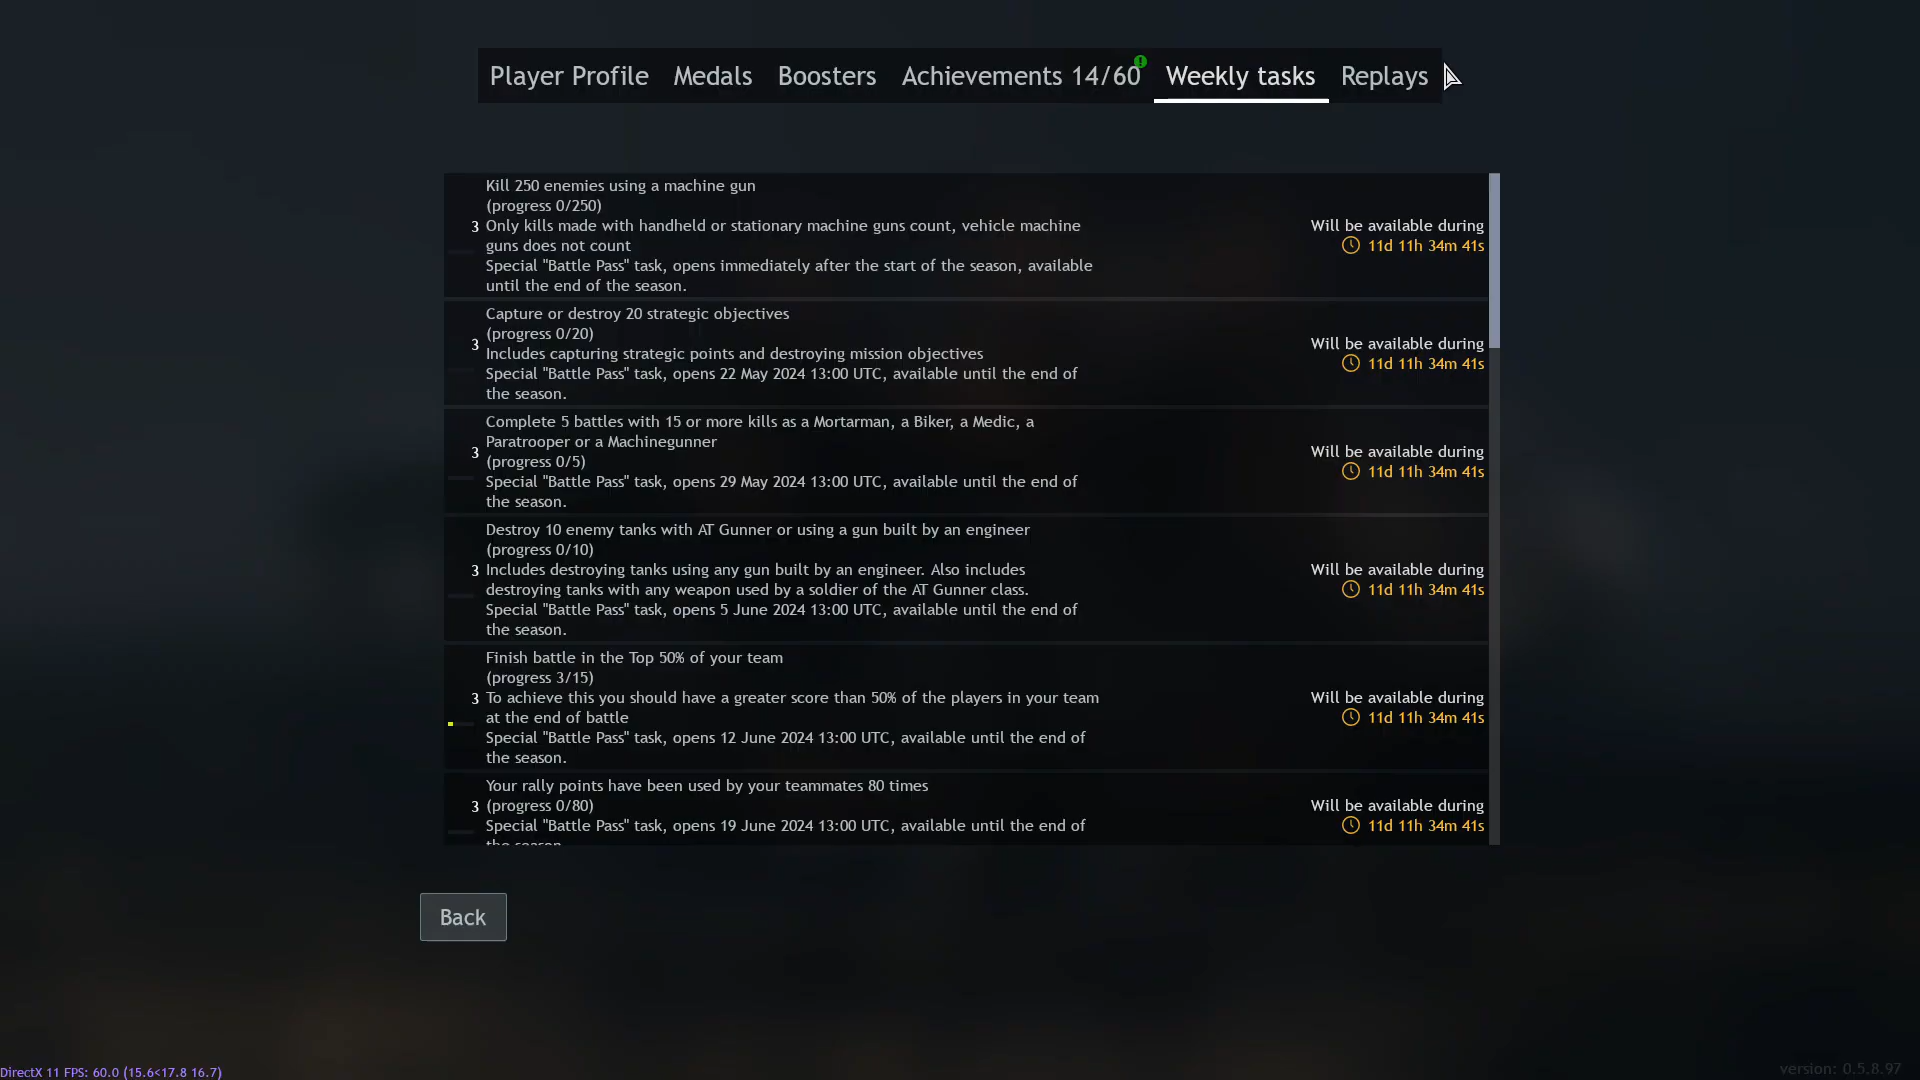 Player Profile Medals Boosters Achievements 14/60 Weekly tasks Replays
Kill 250 enemies using a machine gun
(progress 0/250)
3 Only kills made with handheld or stationary machine guns count, vehicle machine
guns does not count
Special "Battle Pass" task, opens immediately after the start of the season, available
until the end of the season.
Will be available during
11d 11h 34m 41s
Capture or destroy 20 strategic objectives
(progress 0/20)
3 Includes capturing strategic points and destroying mission objectives
Special "Battle Pass" task, opens 22 May 2024 13:00 UTC, available until the end of
the season.
Will be available during
11d 11h 34m 41s
Complete 5 battles with 15 or more kills as a Mortarman, a Biker, a Medic, a
Paratrooper or a Machinegunner
3 (progress 0/5)
Special "Battle Pass" task, opens 29 May 2024 13:00 UTC, available until the end of
the season.
Will be available during
11d 11h 34m 41s
Destroy 10 enemy tanks with AT Gunner or using a gun built by an engineer
(progress 0/10)
3 Includes destroying tanks using any gun built by an engineer. Also includes
destroying tanks with any weapon used by a soldier of the AT Gunner class.
Special "Battle Pass" task, opens 5 June 2024 13:00 UTC, available until the end of
the season.
Will be available during
11d 11h 34m 41s
Finish battle in the Top 50% of your team
(progress 3/15)
3 To achieve this you should have a greater score than 50% of the players in your team
at the end of battle
Special "Battle Pass" task, opens 12 June 2024 13:00 UTC, available until the end of
the season.
Will be available during
11d 11h 34m 41s
Your rally points have been used by your teammates 80 times
3 (progress 0/80)
Special "Battle Pass" task, opens 19 June 2024 13:00 UTC, available until the end of
the season.
Will be available during
11d 11h 34m 41s
Back
DirectX 11 FPS: 60.0 (15.6<17.8 16.7)
version: 0.5.8.97